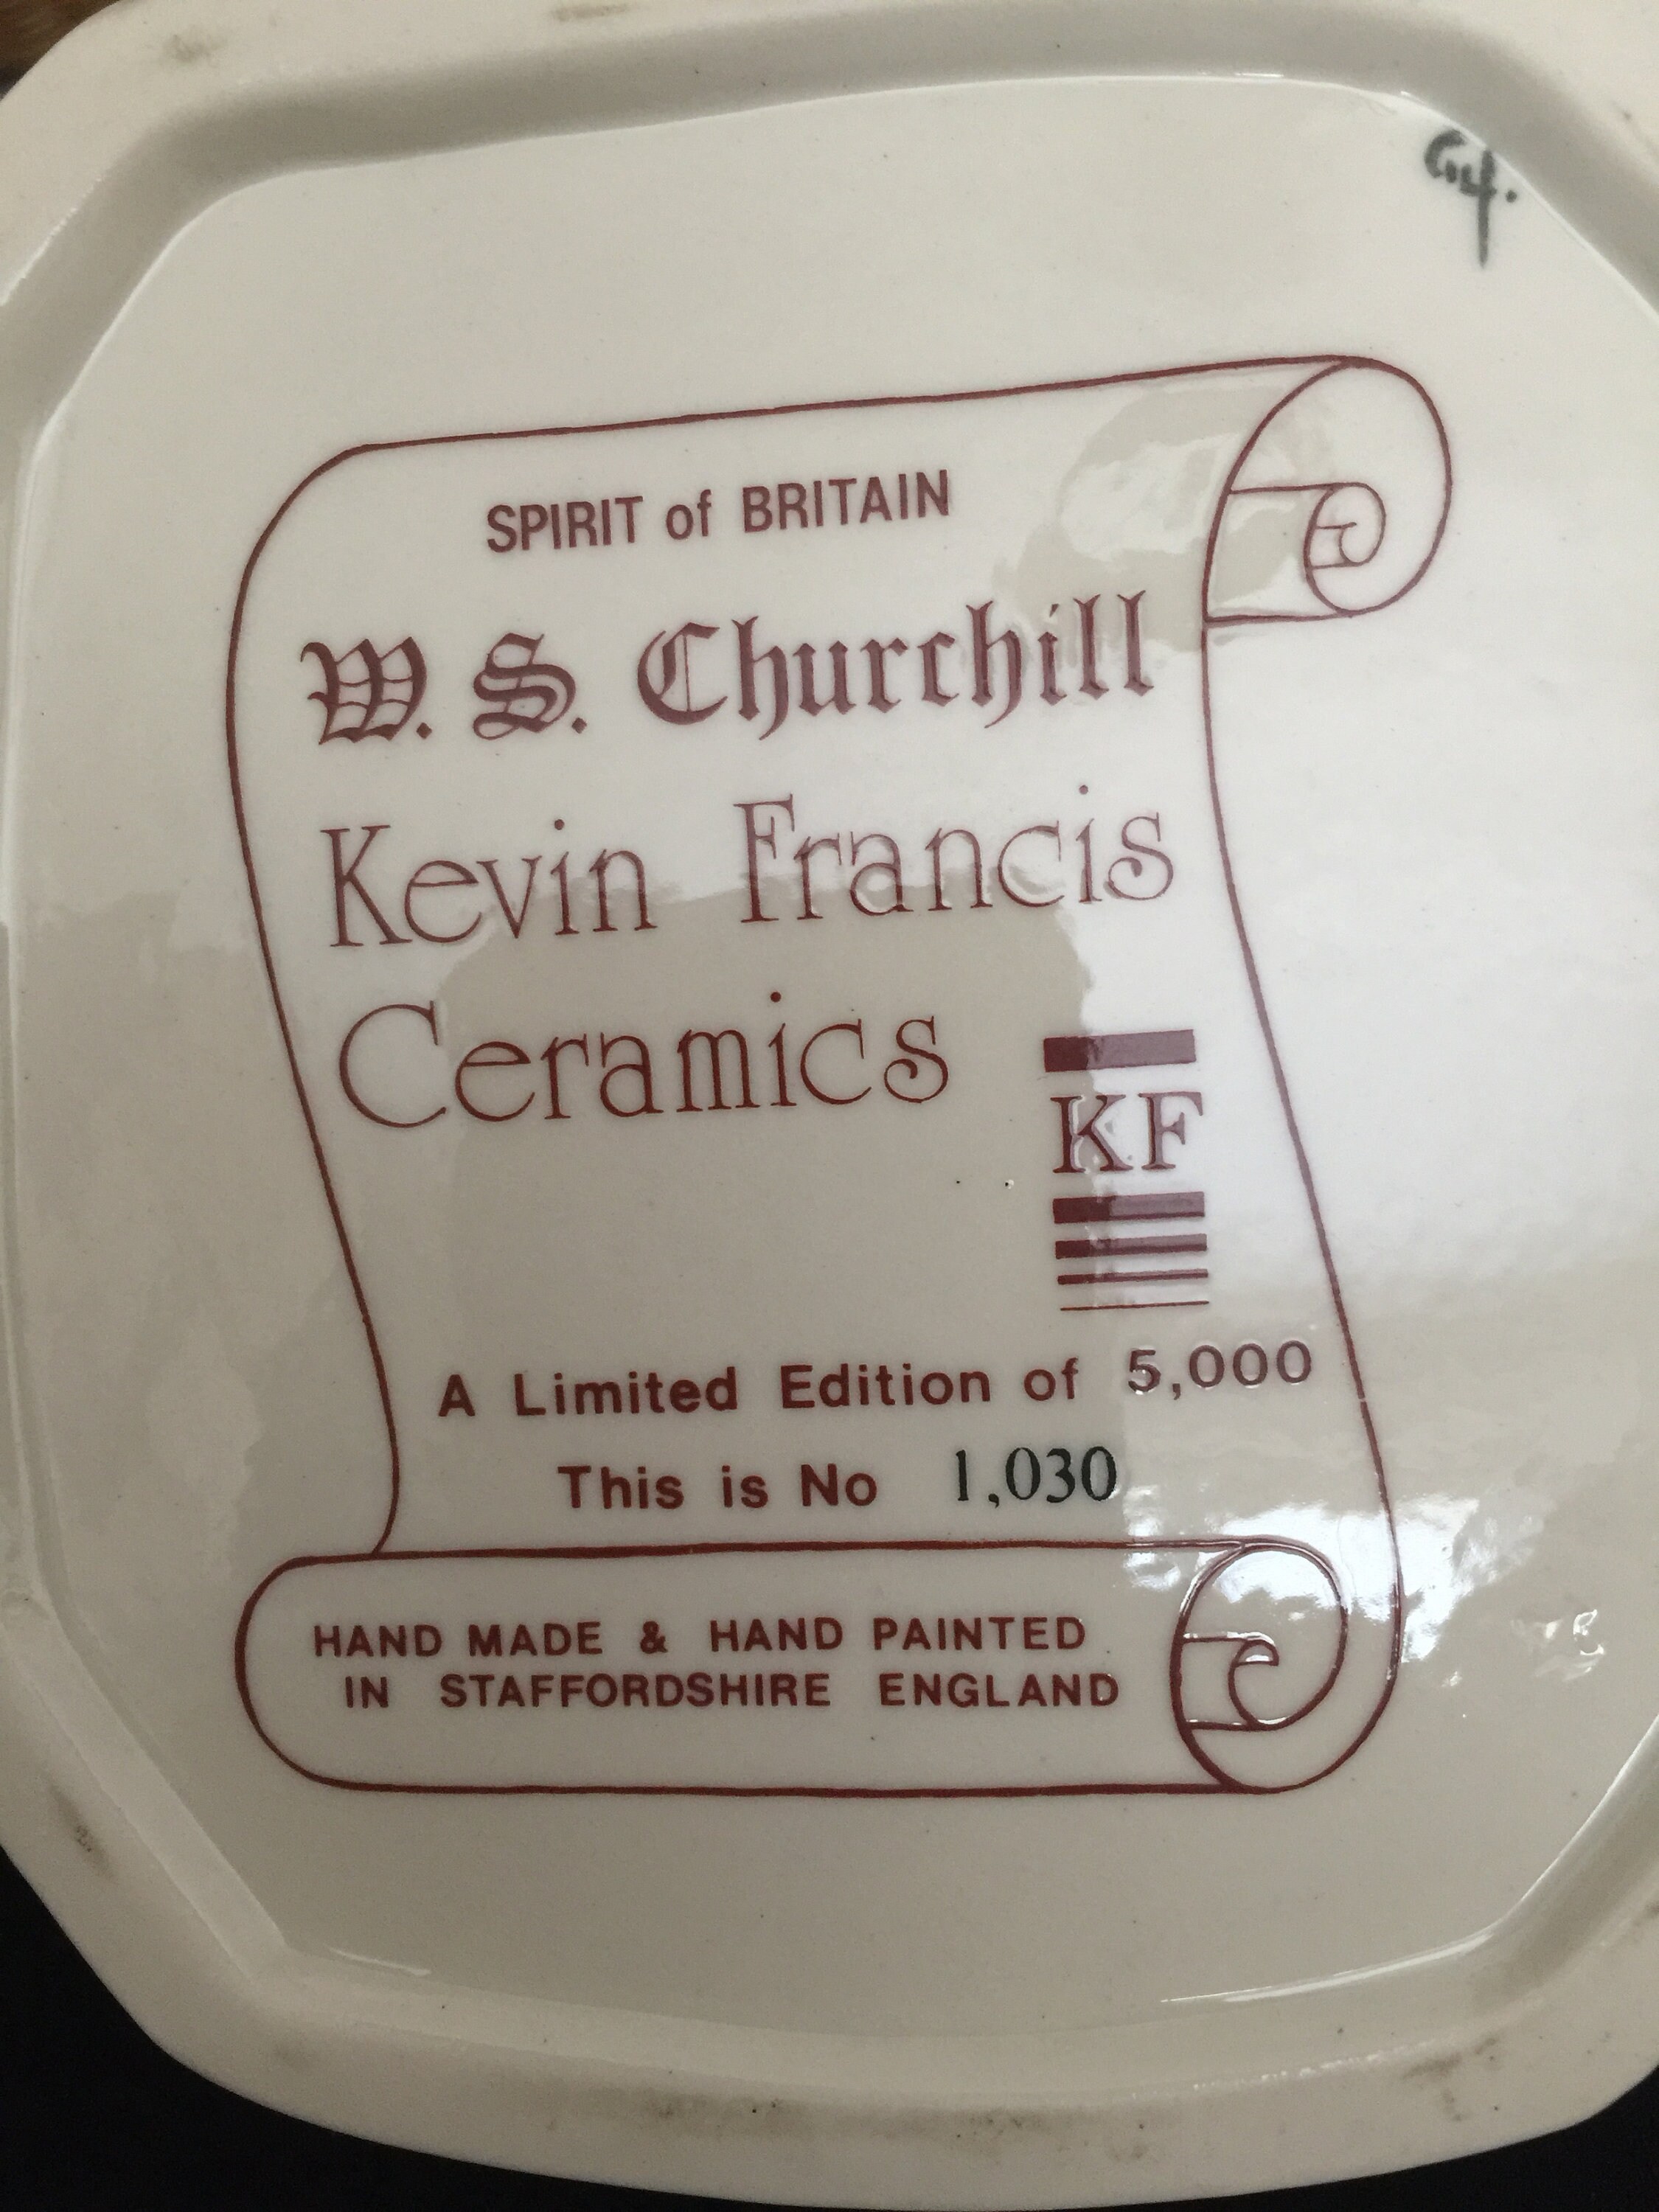 SPIRIT of BRITAIN
W. S. Churchill
Kevin Francis
Ceramics
KF
A Limited Edition of 5,000
This is No 1,030
HAND MADE & HAND PAINTED
IN STAFFORDSHIRE ENGLAND